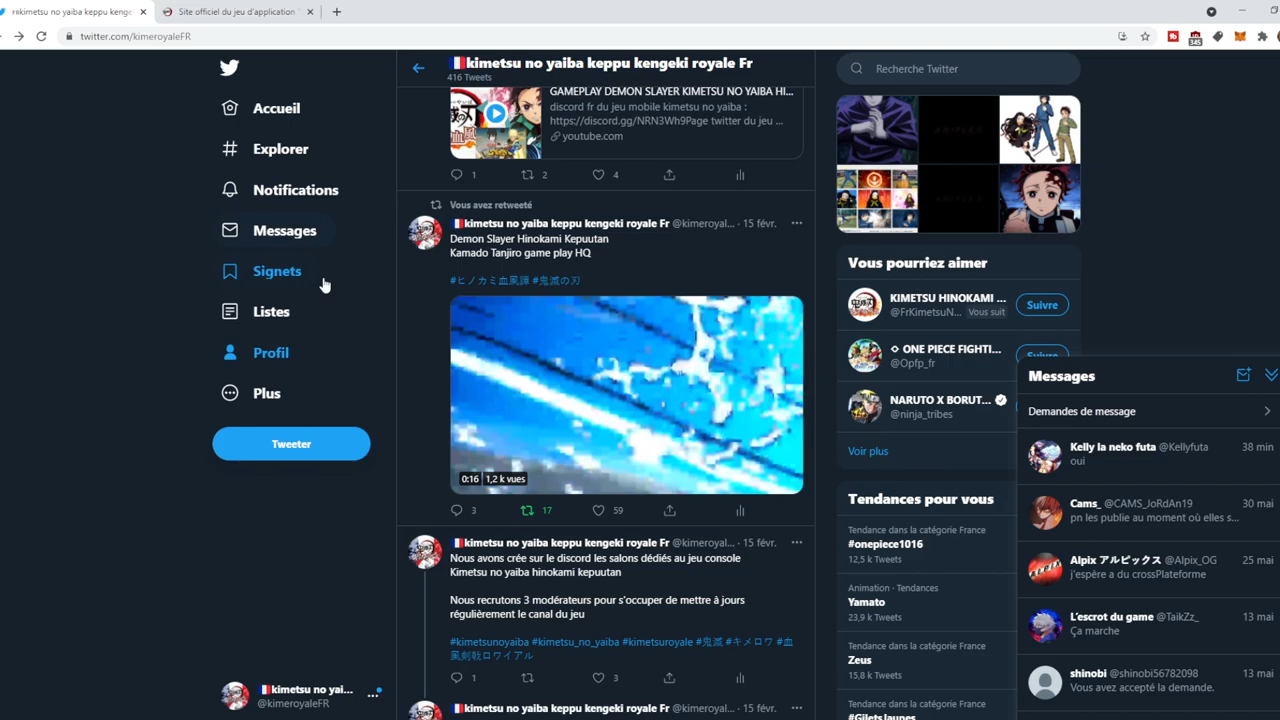 kimetsu no yaiba keppu kenge
Site officiel du jeu d'application
twitter.com/kimeroyaleFR
345
Accueil
Explorer
Notifications
Messages
Signets
Listes
Profil
Plus
Tweeter
kimetsu no yai...
@kimeroyaleFR
kimetsu no yaiba keppu kengeki royale Fr
416 Tweets
GAMEPLAY DEMON SLAYER KIMETSU NO YAIBA HI...
discord fr du jeu mobile kimetsu no yaiba :
https://discord.gg/NRN3Wh9Page twitter du jeu ...
youtube.com
1 2 4
Vous avez retweeté
kimetsu no yaiba keppu kengeki royale Fr @kimeroyal... · 15 févr.
Demon Slayer Hinokami Kepuutan
Kamado Tanjiro game play HQ
#ヒノカミ血風譚 #鬼滅の刃
0:16 1,2 k vues
3 17 59
kimetsu no yaiba keppu kengeki royale Fr @kimeroyal... · 15 févr.
Nous avons crée sur le discord les salons dédiés au jeu console
Kimetsu no yaiba hinokami kepuutan
Nous recrutons 3 modérateurs pour s'occuper de mettre à jours
régulièrement le canal du jeu
#kimetsunoyaiba #kimetsu_no_yaiba #kimetsuroyale #鬼滅 #キメロワ #血
風剣戟ロワイアル
1 3
kimetsu no yaiba keppu kengeki royale Fr @kimeroyal... · 15 févr.
Recherche Twitter
Vous pourriez aimer
KIMETSU HINOKAMI ...
@FrKimetsuN... Vous suit
Suivre
ONE PIECE FIGHTI...
@Opfp_fr
Suivre
NARUTO X BORUT...
@ninja_tribes
Voir plus
Tendances pour vous
Tendance dans la catégorie France
#onepiece1016
12,5 k Tweets
Animation · Tendances
Yamato
23,9 k Tweets
Tendance dans la catégorie France
Zeus
15,8 k Tweets
Tendance dans la catégorie France
#GiletsJaunes
Messages
Demandes de message
Kelly la neko futa @Kellyfuta 38 min
oui
Cams_ @CAMS_JoRdAn19 30 mai
pn les publie au moment où elles s...
Alpix アルピックス @Alpix_OG 25 mai
j'espère a du crossPlateforme
L'escrot du game @TaikZz_ 13 mai
Ça marche
shinobi @shinobi56782098 13 mai
Vous avez accepté la demande.